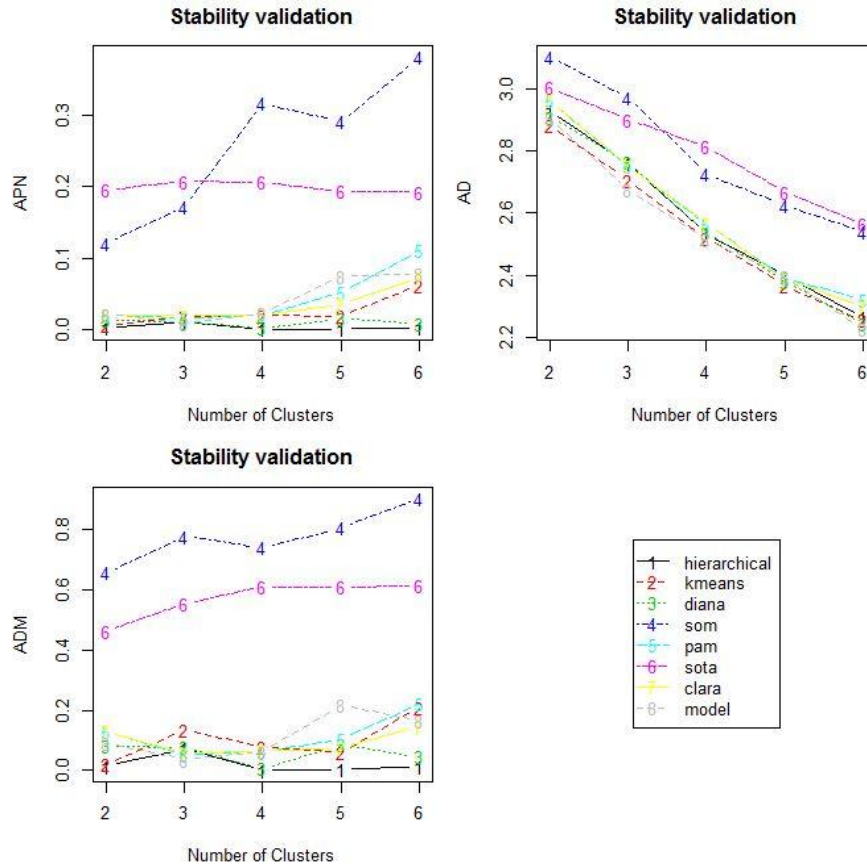 Stability validation
APN
0.0 0.1 0.2 0.3
2 3 4 5 6
Number of Clusters
Stability validation
AD
2.2 2.4 2.6 2.8 3.0
2 3 4 5 6
Number of Clusters
Stability validation
ADM
0.0 0.2 0.4 0.6 0.8
2 3 4 5 6
Number of Clusters
1 hierarchical
2 kmeans
3 diana
4 som
5 pam
6 sota
7 clara
8 model